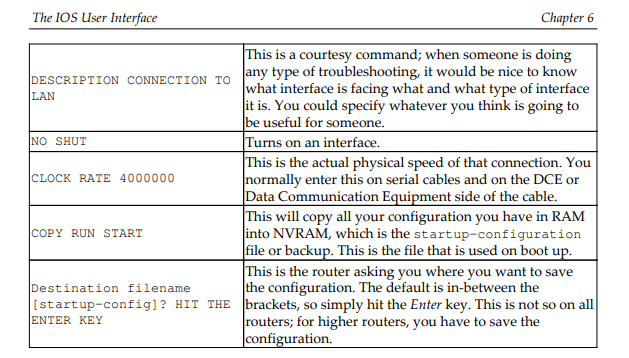 The IOS User Interface
Chapter 6
DESCRIPTION CONNECTION TO
LAN
This is a courtesy command; when someone is doing
any type of troubleshooting, it would be nice to know
what interface is facing what and what type of interface
it is. You could specify whatever you think is going to
be useful for someone.
NO SHUT
Turns on an interface.
CLOCK RATE 4000000
This is the actual physical speed of that connection. You
normally enter this on serial cables and on the DCE or
Data Communication Equipment side of the cable.
COPY RUN START
This will copy all your configuration you have in RAM
into NVRAM, which is the startup-configuration
file or backup. This is the file that is used on boot up.
Destination filename
[startup-config]? HIT THE
ENTER KEY
This is the router asking you where you want to save
the configuration. The default is in-between the
brackets, so simply hit the Enter key. This is not so on all
routers; for higher routers, you have to save the
configuration.